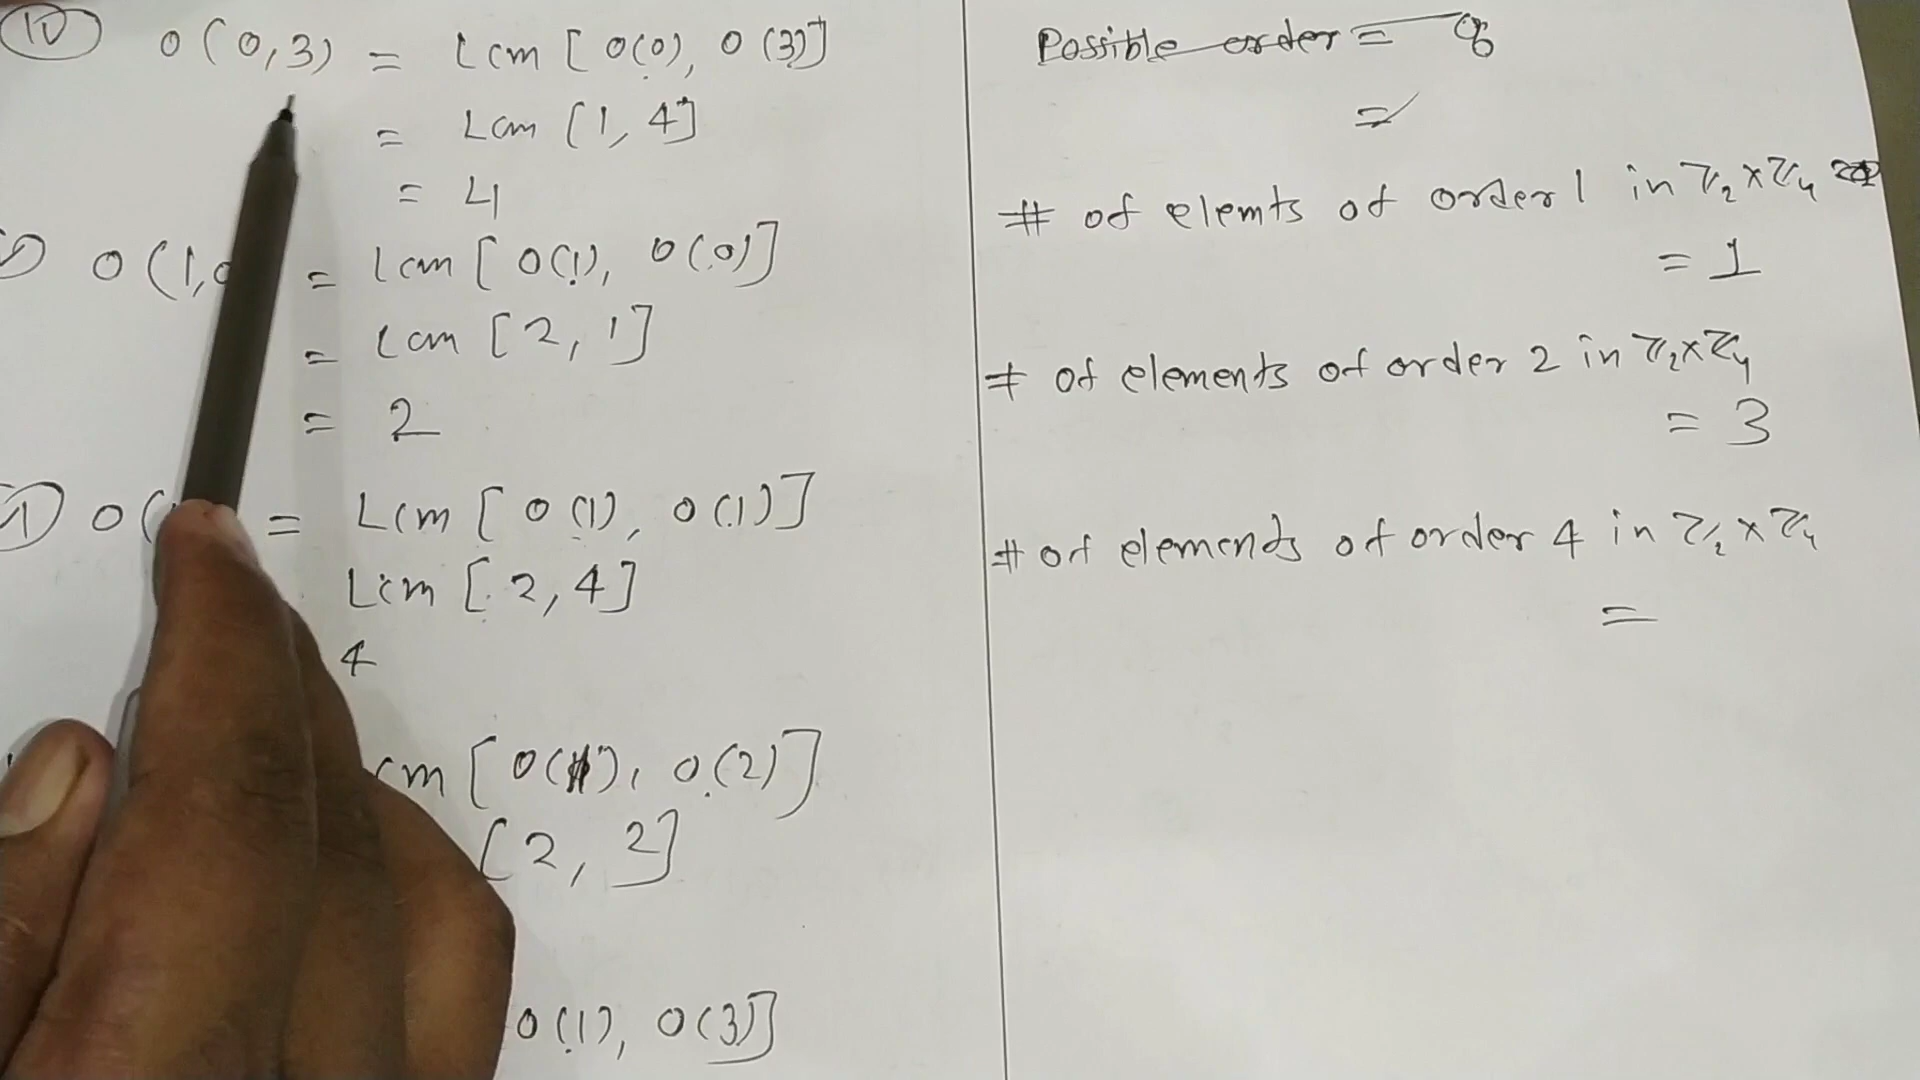 IV O(0,3) = Lcm [O(0), O(3)]
= Lcm [1, 4]
= 4
O(1, = Lcm [O(1), O(0)]
= Lcm [2, 1]
= 2
O( = Lcm [O(1), O(1)]
Lcm [2, 4]
4
cm [O(1), O(2)]
[2, 2]
O(1), O(3)]
Possible order = 8
=
# of elemts of order 1 in ℤ₂×ℤ₄
= 1
# of elements of order 2 in ℤ₂×ℤ₄
= 3
# of elements of order 4 in ℤ₂×ℤ₄
=